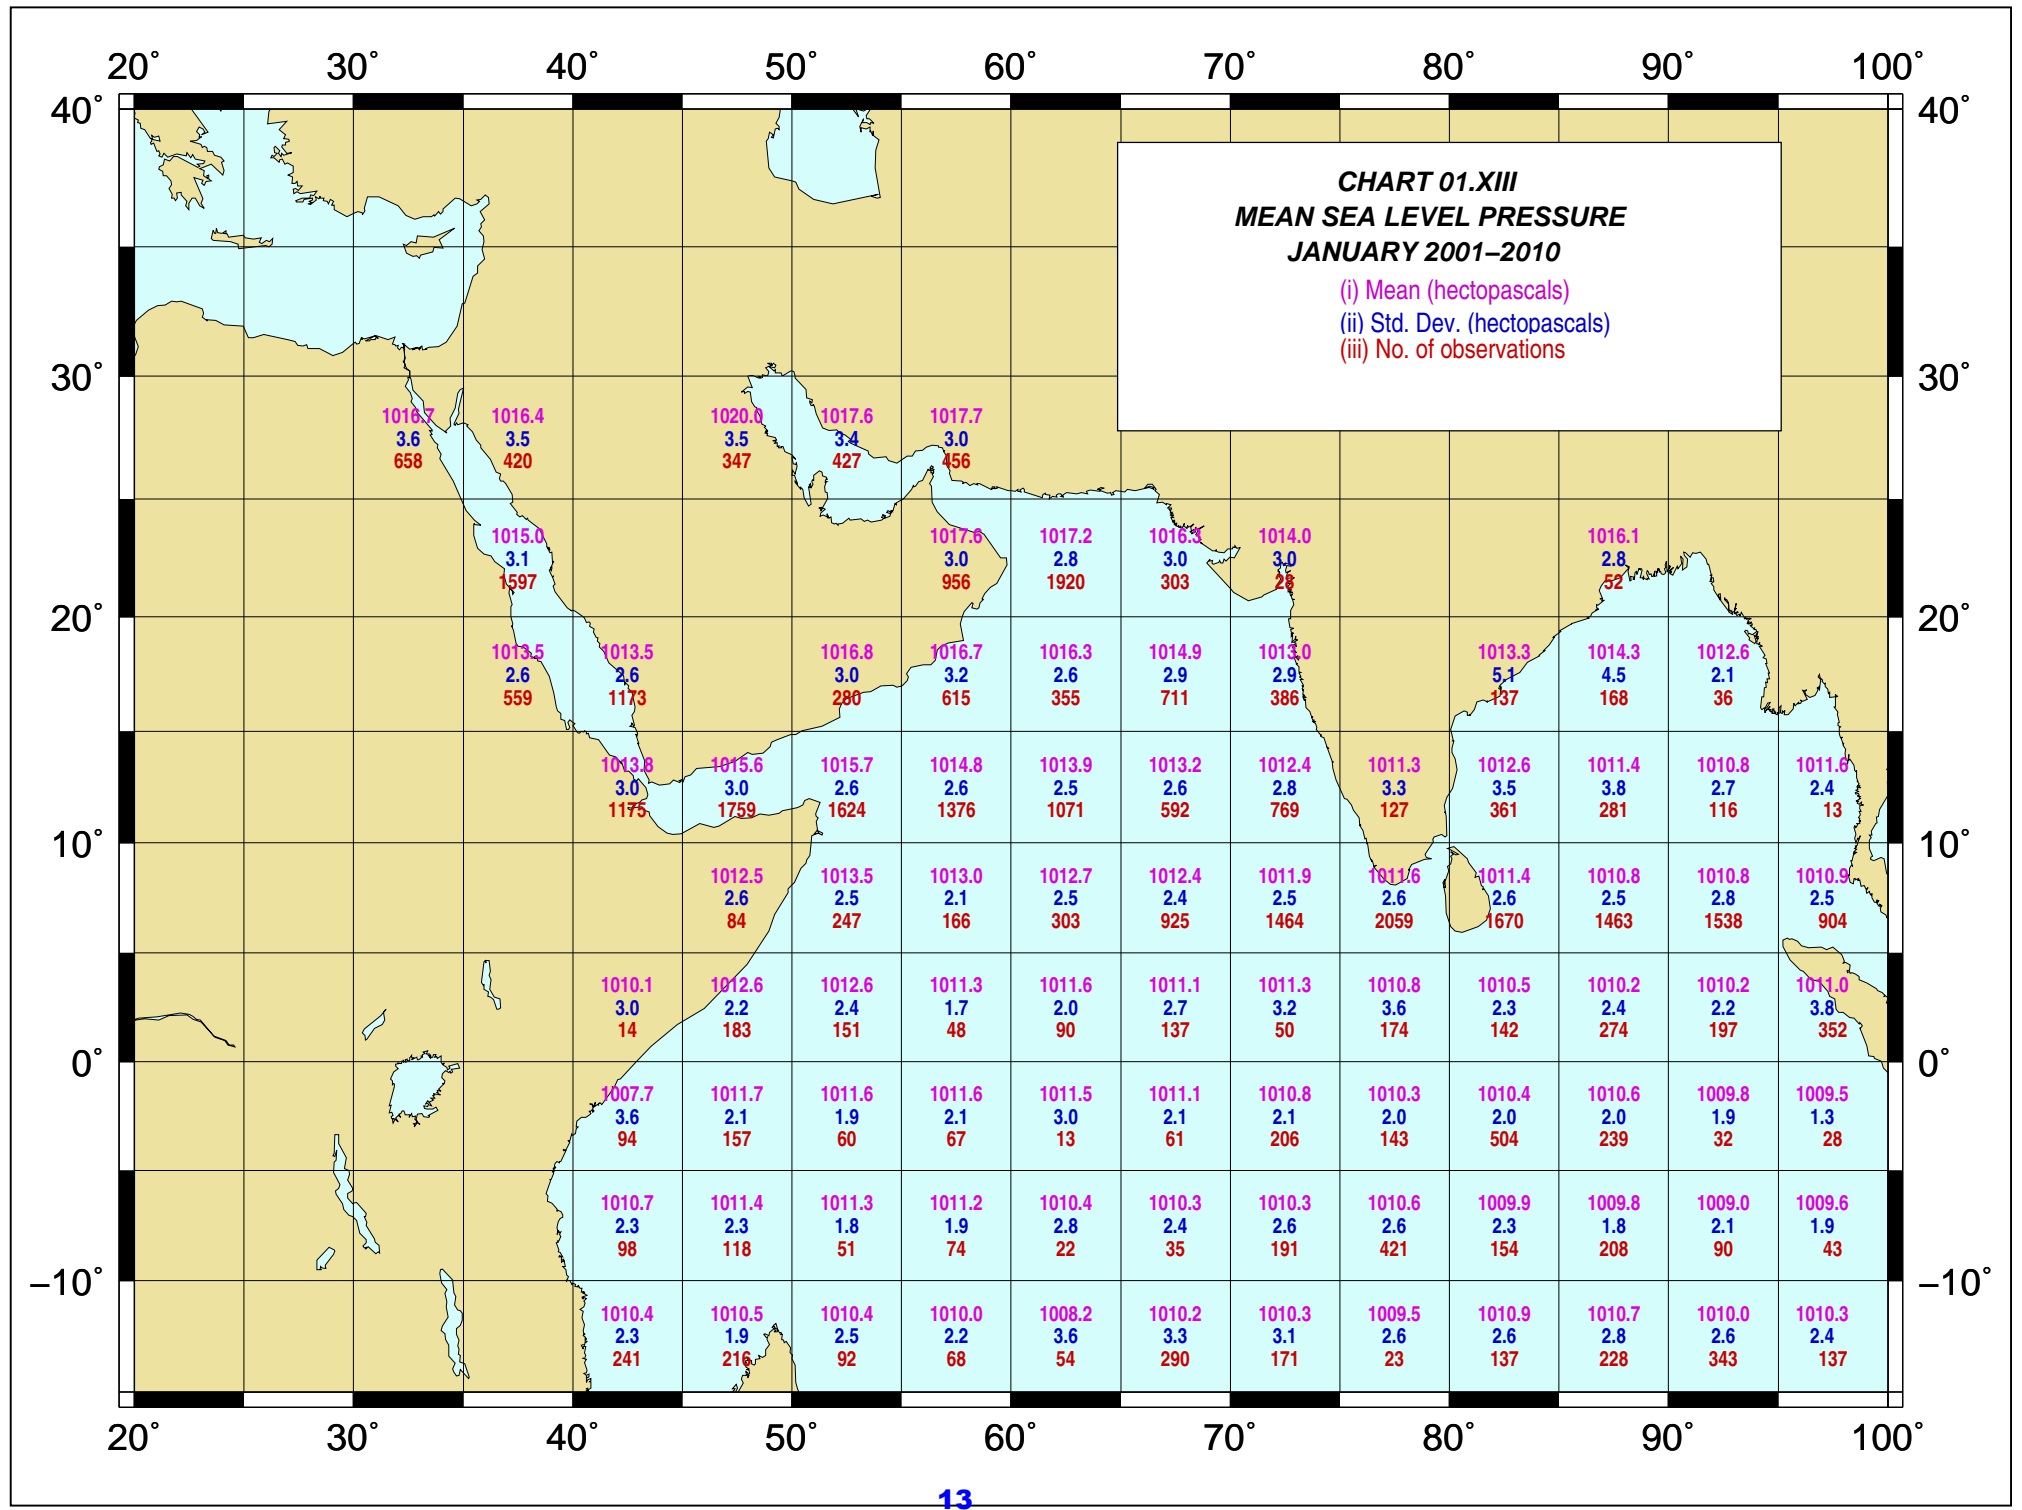 20° 30° 40° 50° 60° 70° 80° 90° 100°
40° 40°
CHART 01.XIII
MEAN SEA LEVEL PRESSURE
JANUARY 2001–2010
(i) Mean (hectopascals)
(ii) Std. Dev. (hectopascals)
(iii) No. of observations
30° 30°
1016.7 1016.4 1020.0 1017.6 1017.7
3.6 3.5 3.5 3.4 3.0
658 420 347 427 456
1015.0 1017.6 1017.2 1016.3 1014.0 1016.1
3.1 3.0 2.8 3.0 3.0 2.8
1597 956 1920 303 28 52
20° 20°
1013.5 1013.5 1016.8 1016.7 1016.3 1014.9 1013.0 1013.3 1014.3 1012.6
2.6 2.6 3.0 3.2 2.6 2.9 2.9 5.1 4.5 2.1
559 1173 280 615 355 711 386 137 168 36
1013.8 1015.6 1015.7 1014.8 1013.9 1013.2 1012.4 1011.3 1012.6 1011.4 1010.8 1011.6
3.0 3.0 2.6 2.6 2.5 2.6 2.8 3.3 3.5 3.8 2.7 2.4
1175 1759 1624 1376 1071 592 769 127 361 281 116 13
10° 10°
1012.5 1013.5 1013.0 1012.7 1012.4 1011.9 1011.6 1011.4 1010.8 1010.8 1010.9
2.6 2.5 2.1 2.5 2.4 2.5 2.6 2.6 2.5 2.8 2.5
84 247 166 303 925 1464 2059 1670 1463 1538 904
1010.1 1012.6 1012.6 1011.3 1011.6 1011.1 1011.3 1010.8 1010.5 1010.2 1010.2 1011.0
3.0 2.2 2.4 1.7 2.0 2.7 3.2 3.6 2.3 2.4 2.2 3.8
14 183 151 48 90 137 50 174 142 274 197 352
0° 0°
1007.7 1011.7 1011.6 1011.6 1011.5 1011.1 1010.8 1010.3 1010.4 1010.6 1009.8 1009.5
3.6 2.1 1.9 2.1 3.0 2.1 2.1 2.0 2.0 2.0 1.9 1.3
94 157 60 67 13 61 206 143 504 239 32 28
1010.7 1011.4 1011.3 1011.2 1010.4 1010.3 1010.3 1010.6 1009.9 1009.8 1009.0 1009.6
2.3 2.3 1.8 1.9 2.8 2.4 2.6 2.6 2.3 1.8 2.1 1.9
98 118 51 74 22 35 191 421 154 208 90 43
–10° –10°
1010.4 1010.5 1010.4 1010.0 1008.2 1010.2 1010.3 1009.5 1010.9 1010.7 1010.0 1010.3
2.3 1.9 2.5 2.2 3.6 3.3 3.1 2.6 2.6 2.8 2.6 2.4
241 216 92 68 54 290 171 23 137 228 343 137
20° 30° 40° 50° 60° 70° 80° 90° 100°
13